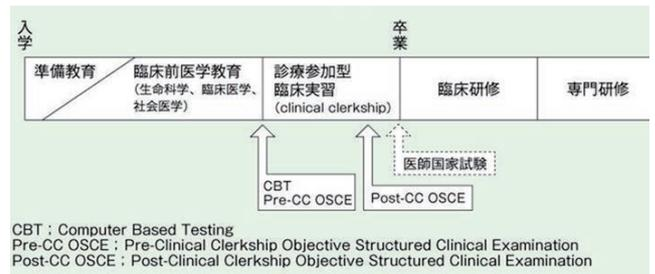 入学
卒業
準備教育
臨床前医学教育
(生命科学、臨床医学、
社会医学)
診療参加型
臨床実習
(clinical clerkship)
臨床研修
専門研修
医師国家試験
CBT
Pre-CC OSCE
Post-CC OSCE
CBT：Computer Based Testing
Pre-CC OSCE：Pre-Clinical Clerkship Objective Structured Clinical Examination
Post-CC OSCE：Post-Clinical Clerkship Objective Structured Clinical Examination